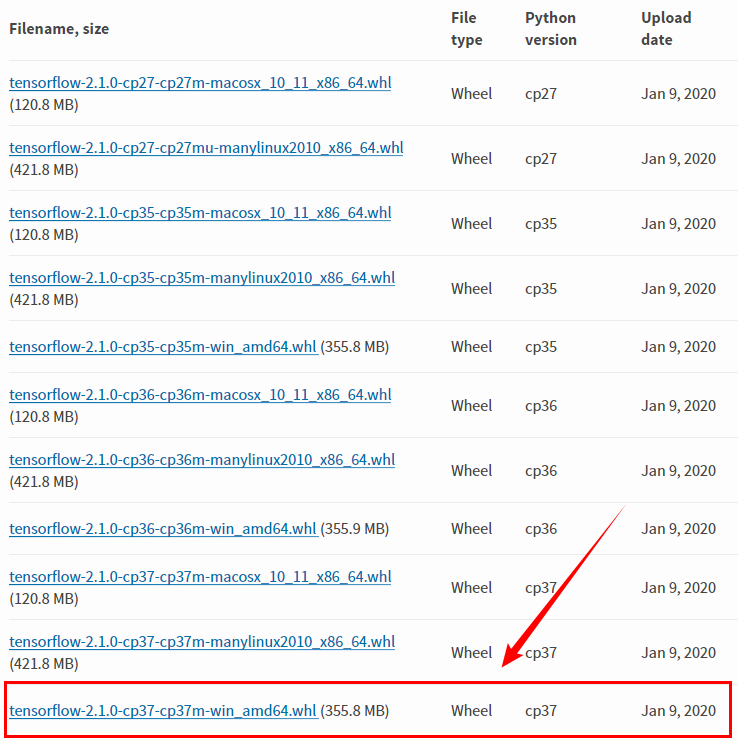 Filename, size File type Python version Upload date
tensorflow-2.1.0-cp27-cp27m-macosx_10_11_x86_64.whl
(120.8 MB) Wheel cp27 Jan 9, 2020
tensorflow-2.1.0-cp27-cp27mu-manylinux2010_x86_64.whl
(421.8 MB) Wheel cp27 Jan 9, 2020
tensorflow-2.1.0-cp35-cp35m-macosx_10_11_x86_64.whl
(120.8 MB) Wheel cp35 Jan 9, 2020
tensorflow-2.1.0-cp35-cp35m-manylinux2010_x86_64.whl
(421.8 MB) Wheel cp35 Jan 9, 2020
tensorflow-2.1.0-cp35-cp35m-win_amd64.whl (355.8 MB) Wheel cp35 Jan 9, 2020
tensorflow-2.1.0-cp36-cp36m-macosx_10_11_x86_64.whl
(120.8 MB) Wheel cp36 Jan 9, 2020
tensorflow-2.1.0-cp36-cp36m-manylinux2010_x86_64.whl
(421.8 MB) Wheel cp36 Jan 9, 2020
tensorflow-2.1.0-cp36-cp36m-win_amd64.whl (355.9 MB) Wheel cp36 Jan 9, 2020
tensorflow-2.1.0-cp37-cp37m-macosx_10_11_x86_64.whl
(120.8 MB) Wheel cp37 Jan 9, 2020
tensorflow-2.1.0-cp37-cp37m-manylinux2010_x86_64.whl
(421.8 MB) Wheel cp37 Jan 9, 2020
tensorflow-2.1.0-cp37-cp37m-win_amd64.whl (355.8 MB) Wheel cp37 Jan 9, 2020